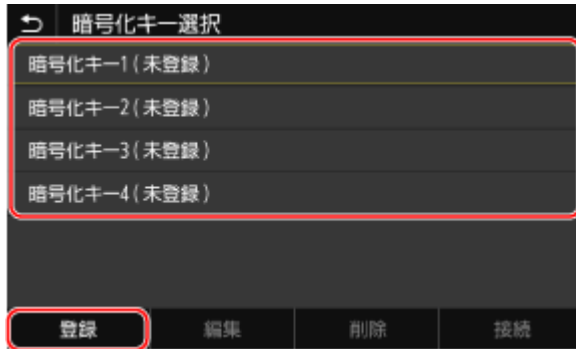 暗号化キー選択
暗号化キー1(未登録)
暗号化キー2(未登録)
暗号化キー3(未登録)
暗号化キー4(未登録)
登録 編集 削除 接続